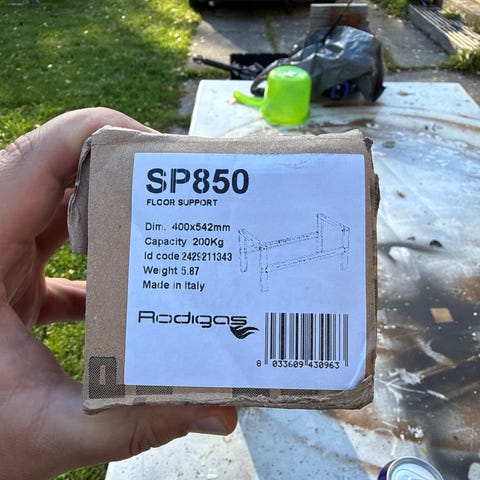 SP850
FLOOR SUPPORT
Dim. 400x542mm
Capacity 200Kg
Id code 2429211343
Weight 5.87
Made in Italy
Rodigas
8 033609 430963